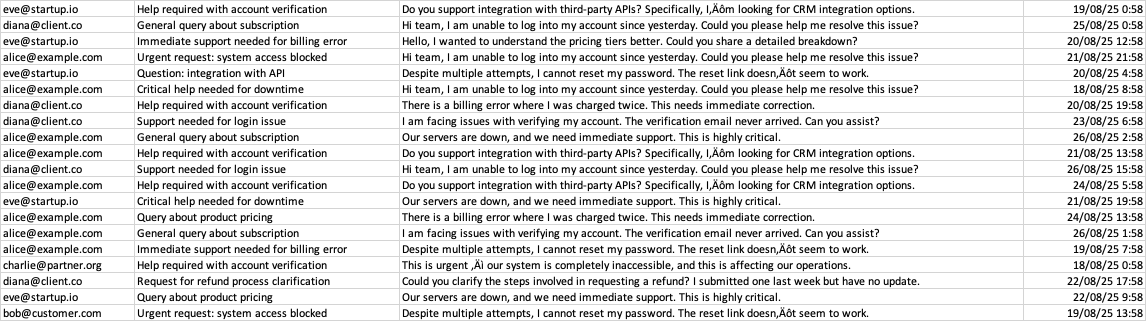 eve@startup.io Help required with account verification Do you support integration with third-party APIs? Specifically, I‚Äôm looking for CRM integration options. 19/08/25 0:58
diana@client.co General query about subscription Hi team, I am unable to log into my account since yesterday. Could you please help me resolve this issue? 25/08/25 0:58
eve@startup.io Immediate support needed for billing error Hello, I wanted to understand the pricing tiers better. Could you share a detailed breakdown? 20/08/25 12:58
alice@example.com Urgent request: system access blocked Hi team, I am unable to log into my account since yesterday. Could you please help me resolve this issue? 21/08/25 21:58
eve@startup.io Question: integration with API Despite multiple attempts, I cannot reset my password. The reset link doesn‚Äôt seem to work. 20/08/25 4:58
alice@example.com Critical help needed for downtime Hi team, I am unable to log into my account since yesterday. Could you please help me resolve this issue? 18/08/25 8:58
diana@client.co Help required with account verification There is a billing error where I was charged twice. This needs immediate correction. 20/08/25 19:58
diana@client.co Support needed for login issue I am facing issues with verifying my account. The verification email never arrived. Can you assist? 23/08/25 6:58
alice@example.com General query about subscription Our servers are down, and we need immediate support. This is highly critical. 26/08/25 2:58
alice@example.com Help required with account verification Do you support integration with third-party APIs? Specifically, I‚Äôm looking for CRM integration options. 21/08/25 13:58
diana@client.co Support needed for login issue Hi team, I am unable to log into my account since yesterday. Could you please help me resolve this issue? 26/08/25 15:58
alice@example.com Help required with account verification Do you support integration with third-party APIs? Specifically, I‚Äôm looking for CRM integration options. 24/08/25 5:58
eve@startup.io Critical help needed for downtime Our servers are down, and we need immediate support. This is highly critical. 21/08/25 19:58
alice@example.com Query about product pricing There is a billing error where I was charged twice. This needs immediate correction. 24/08/25 13:58
alice@example.com General query about subscription I am facing issues with verifying my account. The verification email never arrived. Can you assist? 26/08/25 1:58
alice@example.com Immediate support needed for billing error Despite multiple attempts, I cannot reset my password. The reset link doesn‚Äôt seem to work. 19/08/25 7:58
charlie@partner.org Help required with account verification This is urgent ‚Äì our system is completely inaccessible, and this is affecting our operations. 18/08/25 0:58
diana@client.co Request for refund process clarification Could you clarify the steps involved in requesting a refund? I submitted one last week but have no update. 22/08/25 17:58
eve@startup.io Query about product pricing Our servers are down, and we need immediate support. This is highly critical. 22/08/25 9:58
bob@customer.com Urgent request: system access blocked Despite multiple attempts, I cannot reset my password. The reset link doesn‚Äôt seem to work. 19/08/25 13:58